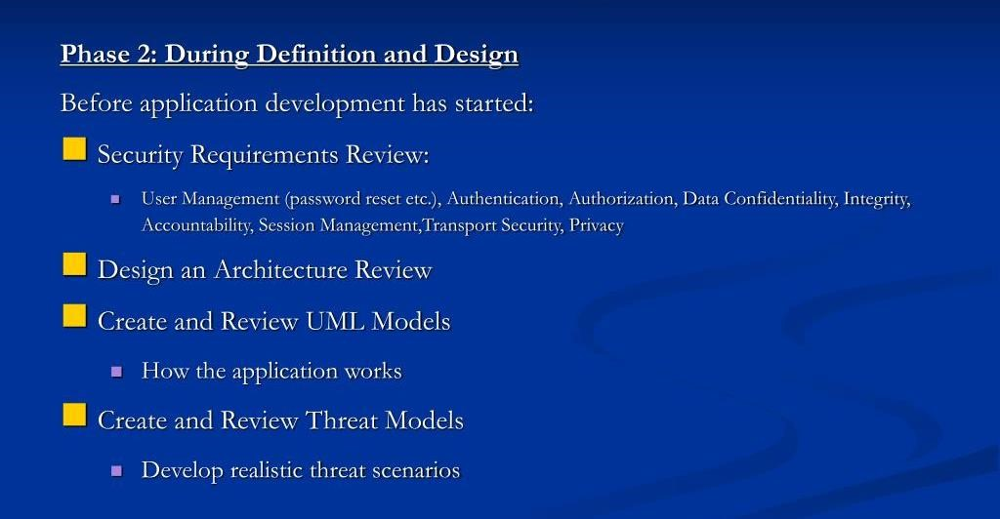 Phase 2: During Definition and Design
Before application development has started:
Security Requirements Review:
User Management (password reset etc.), Authentication, Authorization, Data Confidentiality, Integrity,
Accountability, Session Management,Transport Security, Privacy
Design an Architecture Review
Create and Review UML Models
How the application works
Create and Review Threat Models
Develop realistic threat scenarios